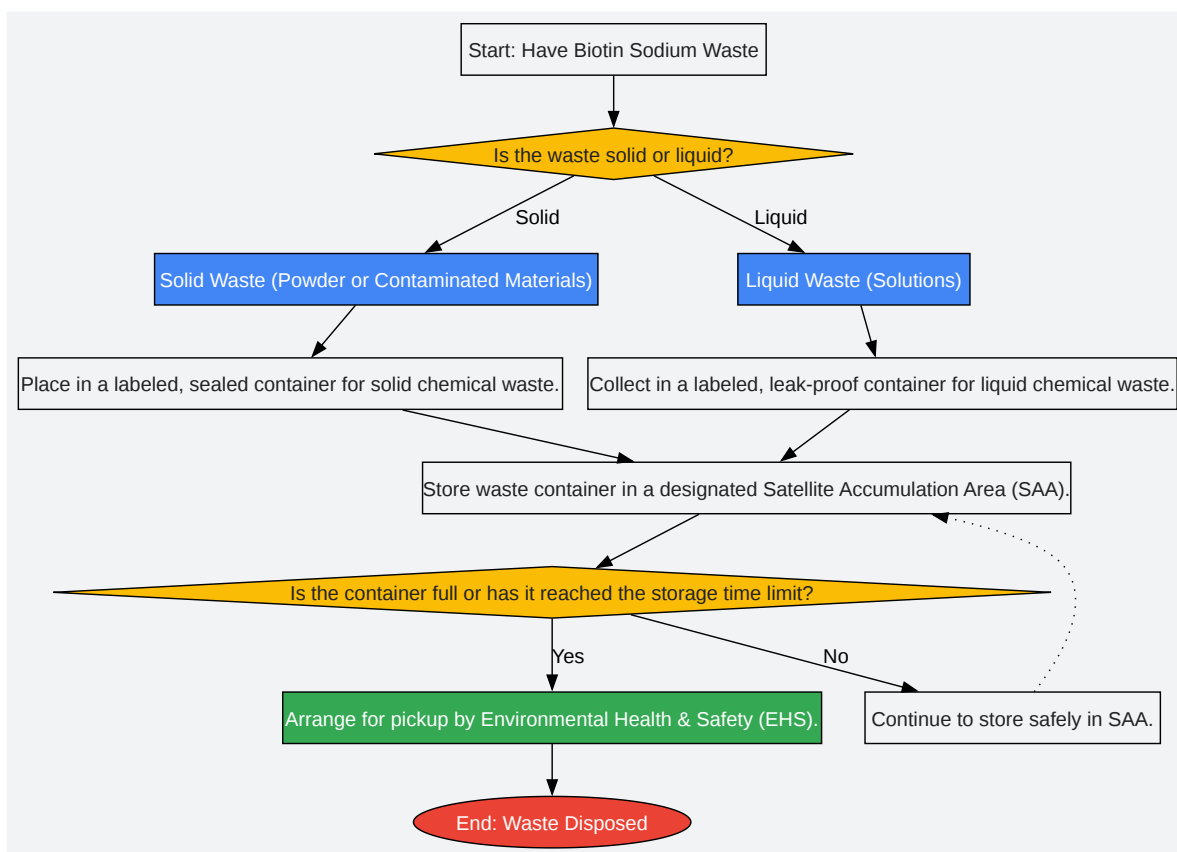 Start: Have Biotin Sodium Waste
Is the waste solid or liquid?
Solid
Liquid
Solid Waste (Powder or Contaminated Materials)
Liquid Waste (Solutions)
Place in a labeled, sealed container for solid chemical waste.
Collect in a labeled, leak-proof container for liquid chemical waste.
Store waste container in a designated Satellite Accumulation Area (SAA).
Is the container full or has it reached the storage time limit?
Yes
No
Arrange for pickup by Environmental Health & Safety (EHS).
Continue to store safely in SAA.
End: Waste Disposed